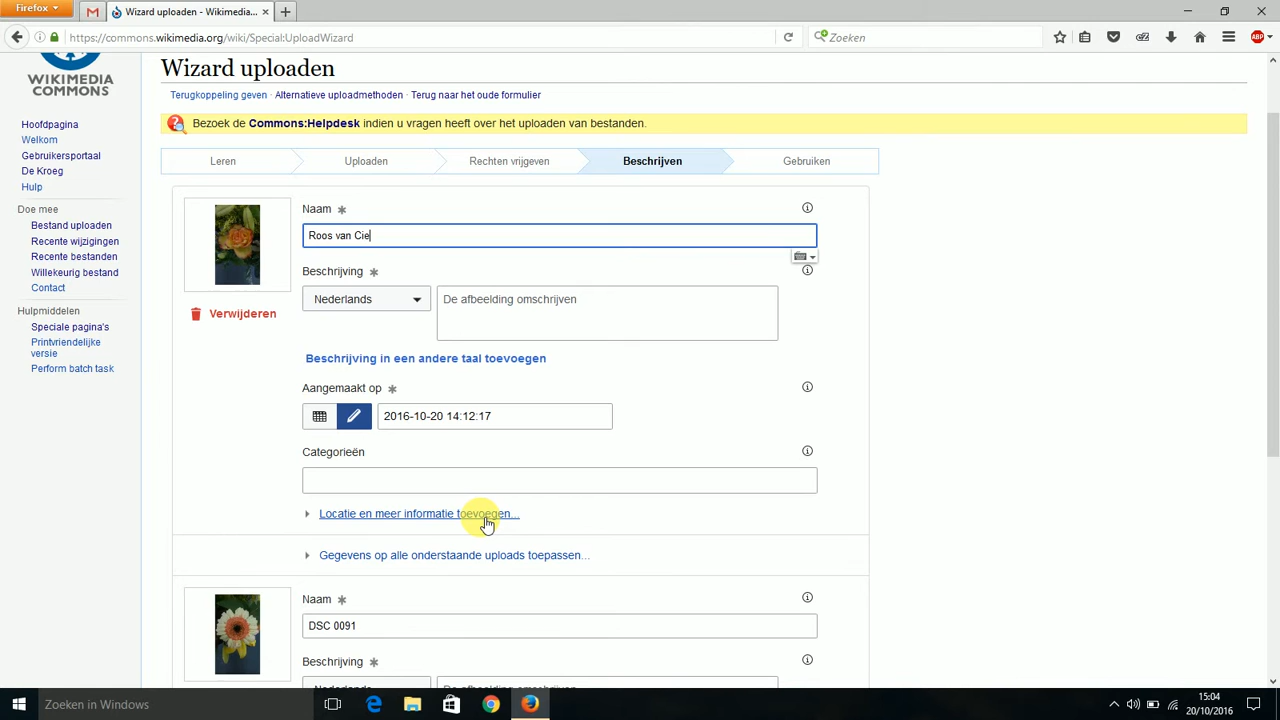 Firefox
Wizard uploaden - Wikimedia...
https://commons.wikimedia.org/wiki/Special:UploadWizard
Zoeken
ABP
WIKIMEDIA
COMMONS
Hoofdpagina
Welkom
Gebruikersportaal
De Kroeg
Hulp
Doe mee
Bestand uploaden
Recente wijzigingen
Recente bestanden
Willekeurig bestand
Contact
Hulpmiddelen
Speciale pagina's
Printvriendelijke
versie
Perform batch task
Wizard uploaden
Terugkoppeling geven · Alternatieve uploadmethoden · Terug naar het oude formulier
Bezoek de Commons:Helpdesk indien u vragen heeft over het uploaden van bestanden.
Leren
Uploaden
Rechten vrijgeven
Beschrijven
Gebruiken
Naam
Roos van Cie
Beschrijving
Nederlands
De afbeelding omschrijven
Verwijderen
Beschrijving in een andere taal toevoegen
Aangemaakt op
2016-10-20 14:12:17
Categorieën
Locatie en meer informatie toevoegen...
Gegevens op alle onderstaande uploads toepassen...
Naam
DSC 0091
Beschrijving
Nederlands
De afbeelding omschrijven
Zoeken in Windows
15:04
20/10/2016